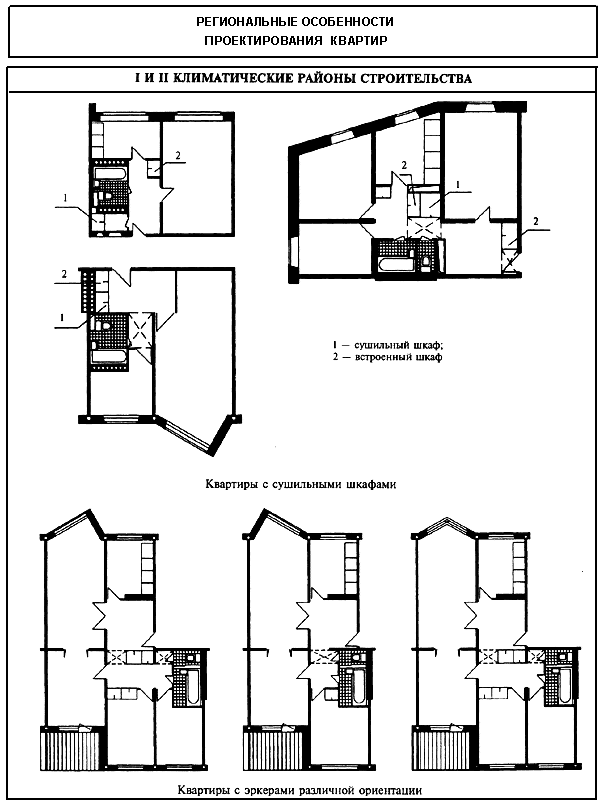 РЕГИОНАЛЬНЫЕ ОСОБЕННОСТИ
ПРОЕКТИРОВАНИЯ КВАРТИР
I И II КЛИМАТИЧЕСКИЕ РАЙОНЫ СТРОИТЕЛЬСТВА
2
1
2
1
2
2
1
1 — сушильный шкаф;
2 — встроенный шкаф
Квартиры с сушильными шкафами
Квартиры с эркерами различной ориентации